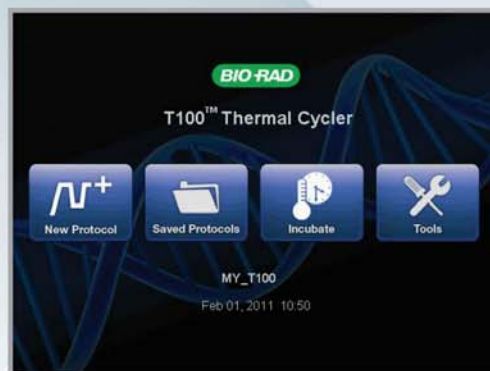 BIO-RAD
T100™ Thermal Cycler
New Protocol
Saved Protocols
Incubate
Tools
MY_T100
Feb 01, 2011 10:50